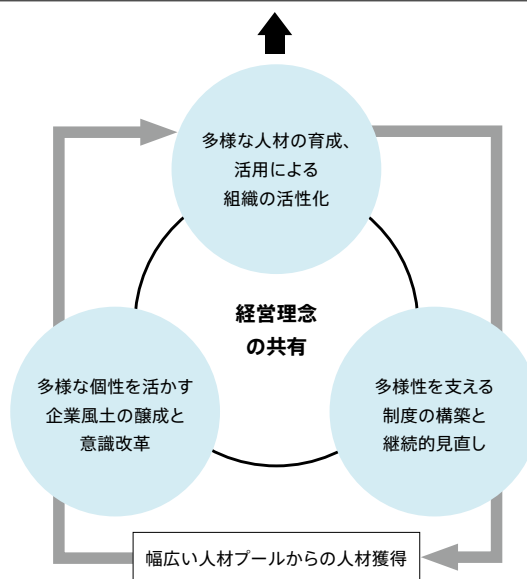 多様な人材の育成、
活用による
組織の活性化
経営理念
の共有
多様な個性を活かす
企業風土の醸成と
意識改革
多様性を支える
制度の構築と
継続的見直し
幅広い人材プールからの人材獲得